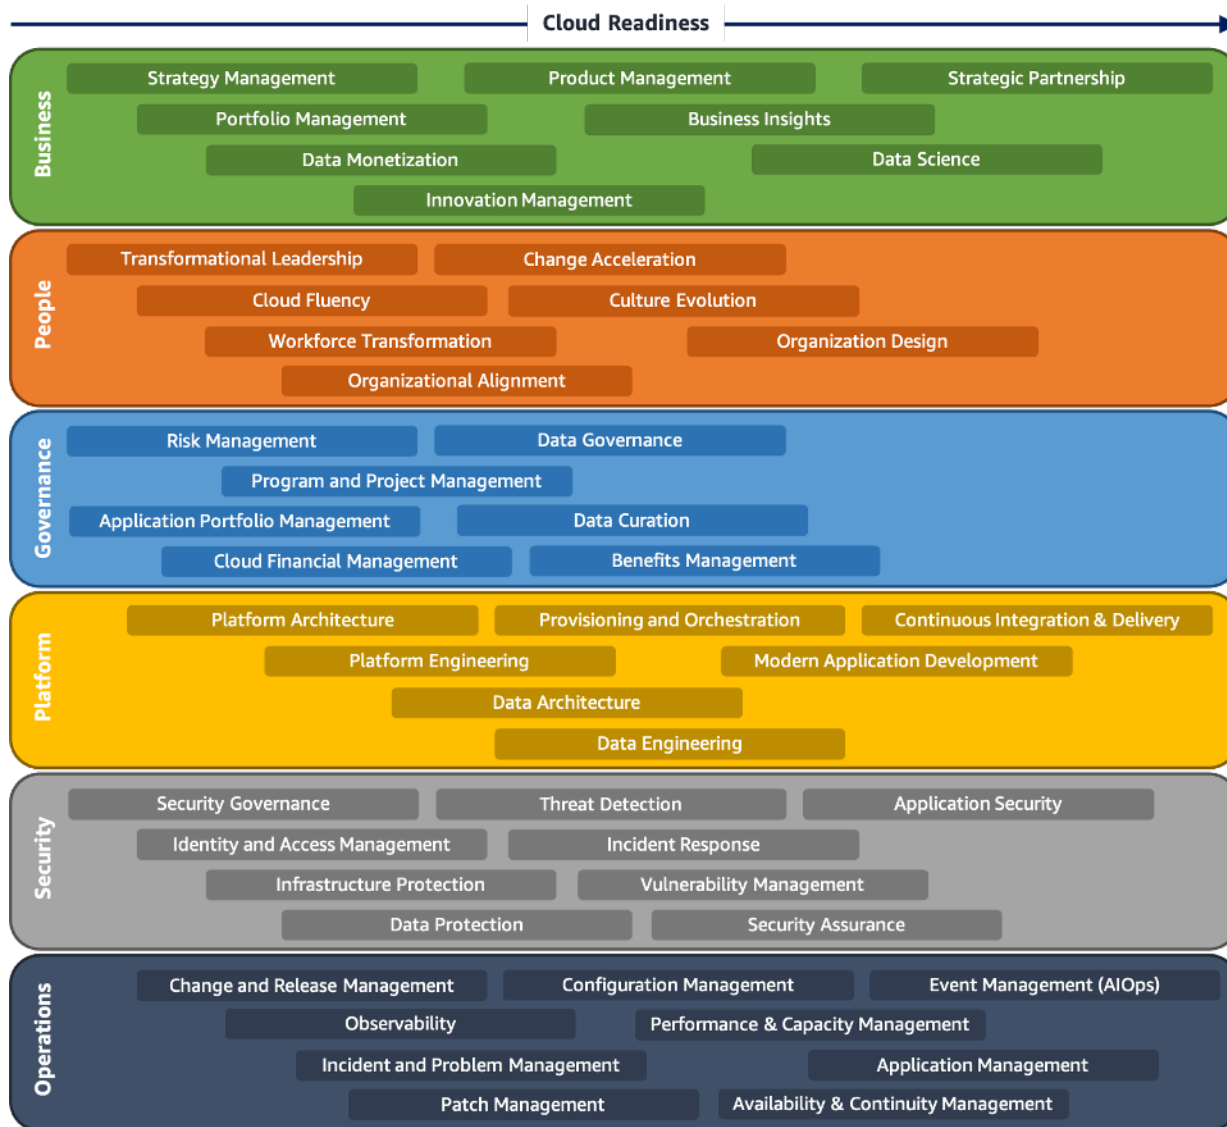 Cloud Readiness
Business
Strategy Management
Product Management
Strategic Partnership
Portfolio Management
Business Insights
Data Monetization
Data Science
Innovation Management
People
Transformational Leadership
Change Acceleration
Cloud Fluency
Culture Evolution
Workforce Transformation
Organization Design
Organizational Alignment
Governance
Risk Management
Data Governance
Program and Project Management
Application Portfolio Management
Data Curation
Cloud Financial Management
Benefits Management
Platform
Platform Architecture
Provisioning and Orchestration
Continuous Integration & Delivery
Platform Engineering
Modern Application Development
Data Architecture
Data Engineering
Security
Security Governance
Threat Detection
Application Security
Identity and Access Management
Incident Response
Infrastructure Protection
Vulnerability Management
Data Protection
Security Assurance
Operations
Change and Release Management
Configuration Management
Event Management (AIOps)
Observability
Performance & Capacity Management
Incident and Problem Management
Application Management
Patch Management
Availability & Continuity Management